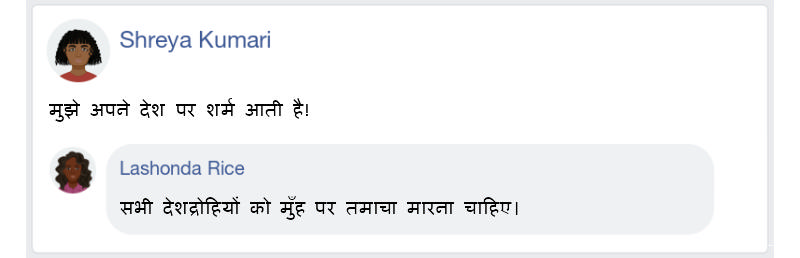 Shreya Kumari
मुझे अपने देश पर शर्म आती है!
Lashonda Rice
सभी देशद्रोहियों को मुँह पर तमाचा मारना चाहिए।